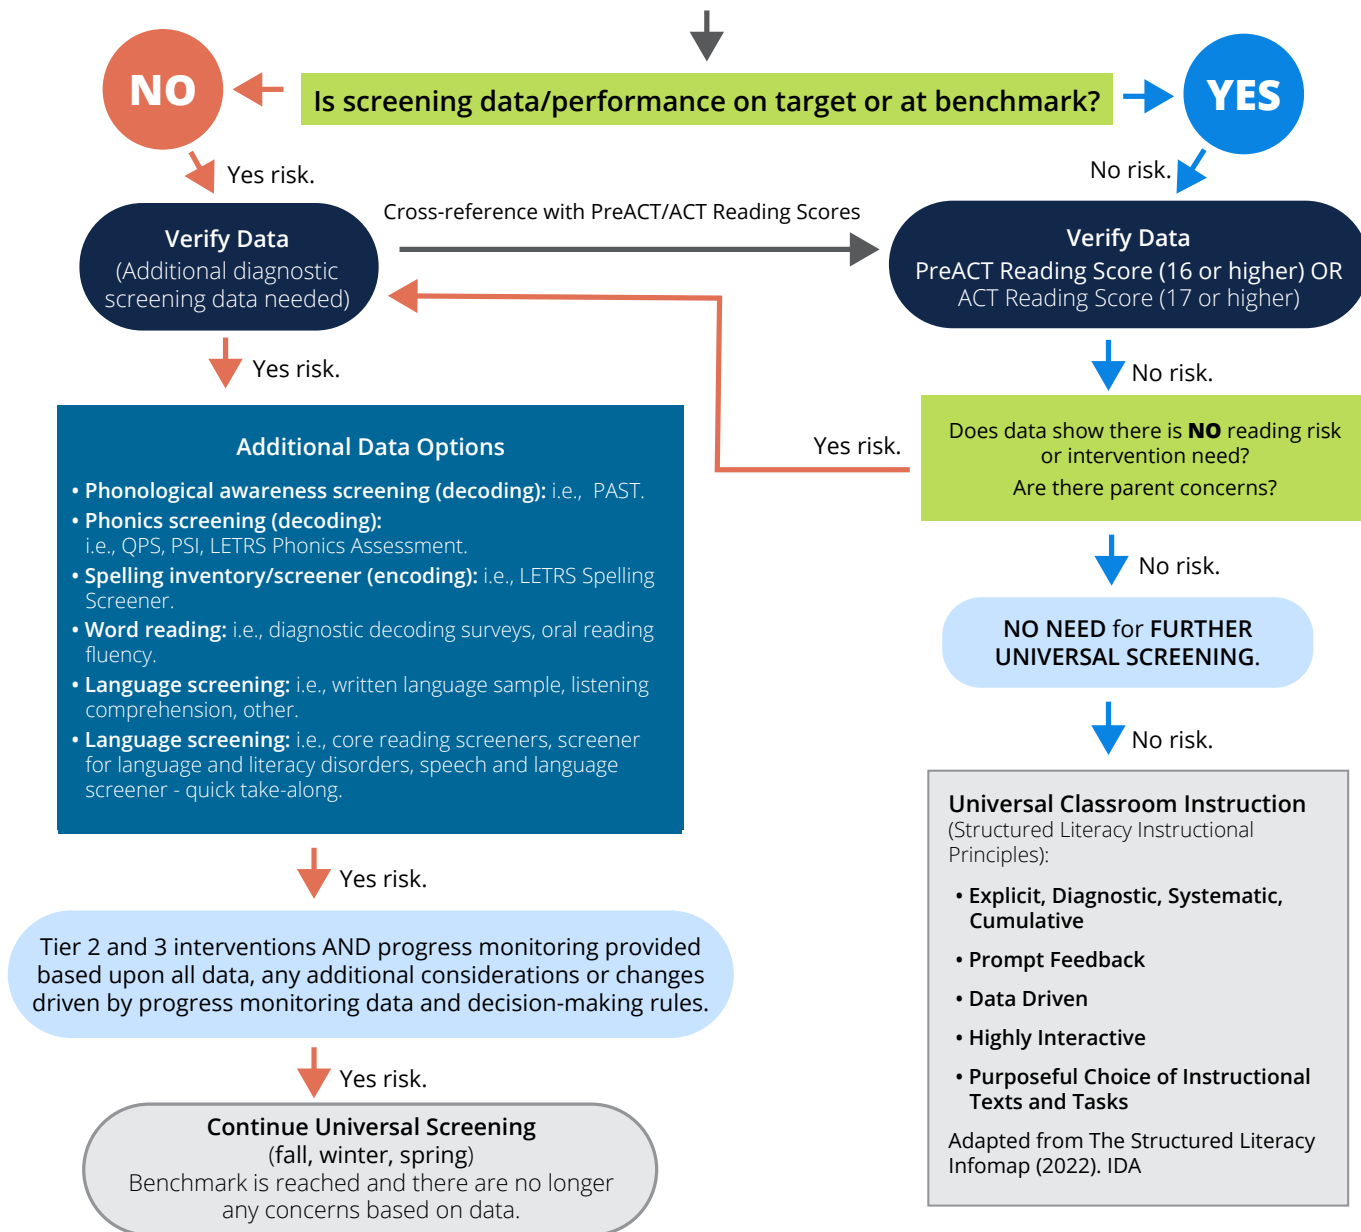 NO
Is screening data/performance on target or at benchmark?
YES
Yes risk.
No risk.
Cross-reference with PreACT/ACT Reading Scores
Verify Data
(Additional diagnostic
screening data needed)
Verify Data
PreACT Reading Score (16 or higher) OR
ACT Reading Score (17 or higher)
Yes risk.
No risk.
Additional Data Options
• Phonological awareness screening (decoding): i.e., PAST.
• Phonics screening (decoding):
i.e., QPS, PSI, LETRS Phonics Assessment.
• Spelling inventory/screener (encoding): i.e., LETRS Spelling
Screener.
• Word reading: i.e., diagnostic decoding surveys, oral reading
fluency.
• Language screening: i.e., written language sample, listening
comprehension, other.
• Language screening: i.e., core reading screeners, screener
for language and literacy disorders, speech and language
screener - quick take-along.
Yes risk.
Does data show there is NO reading risk
or intervention need?
Are there parent concerns?
No risk.
NO NEED for FURTHER
UNIVERSAL SCREENING.
No risk.
Yes risk.
Tier 2 and 3 interventions AND progress monitoring provided
based upon all data, any additional considerations or changes
driven by progress monitoring data and decision-making rules.
Yes risk.
Continue Universal Screening
(fall, winter, spring)
Benchmark is reached and there are no longer
any concerns based on data.
Universal Classroom Instruction
(Structured Literacy Instructional
Principles):
• Explicit, Diagnostic, Systematic,
Cumulative
• Prompt Feedback
• Data Driven
• Highly Interactive
• Purposeful Choice of Instructional
Texts and Tasks
Adapted from The Structured Literacy
Infomap (2022). IDA